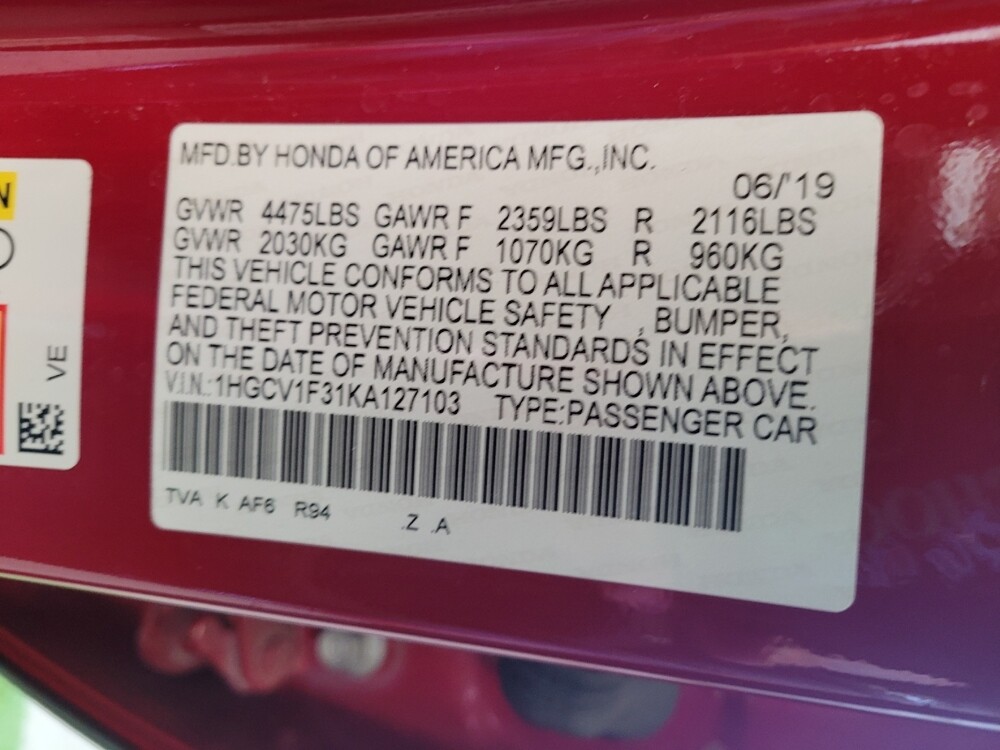 MFD.BY HONDA OF AMERICA MFG.,INC.
06/'19
GVWR 4475LBS GAWR F 2359LBS R 2116LBS
GVWR 2030KG GAWR F 1070KG R 960KG
THIS VEHICLE CONFORMS TO ALL APPLICABLE
FEDERAL MOTOR VEHICLE SAFETY , BUMPER,
AND THEFT PREVENTION STANDARDS IN EFFECT
ON THE DATE OF MANUFACTURE SHOWN ABOVE.
V.I.N.:1HGCV1F31KA127103 TYPE:PASSENGER CAR
TVA K AF6 R94 .Z .A
N
VE